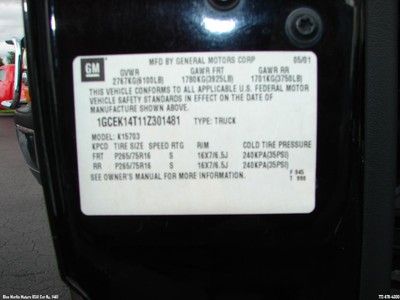 GM
MFD BY GENERAL MOTORS CORP 05/01
GVWR GAWR FRT GAWR RR
2767KG(6100LB) 1780KG(3925LB) 1701KG(3750LB)
THIS VEHICLE CONFORMS TO ALL APPLICABLE U.S. FEDERAL MOTOR
VEHICLE SAFETY STANDARDS IN EFFECT ON THE DATE OF
MANUFACTURE SHOWN ABOVE.
1GCEK14T11Z301481 TYPE: TRUCK
MODEL: K15703
KPCD TIRE SIZE SPEED RTG RIM COLD TIRE PRESSURE
FRT P265/75R16 S 16X7/6.5J 240KPA(35PSI)
RR P265/75R16 S 16X7/6.5J 240KPA(35PSI)
SEE OWNER'S MANUAL FOR MORE INFORMATION.